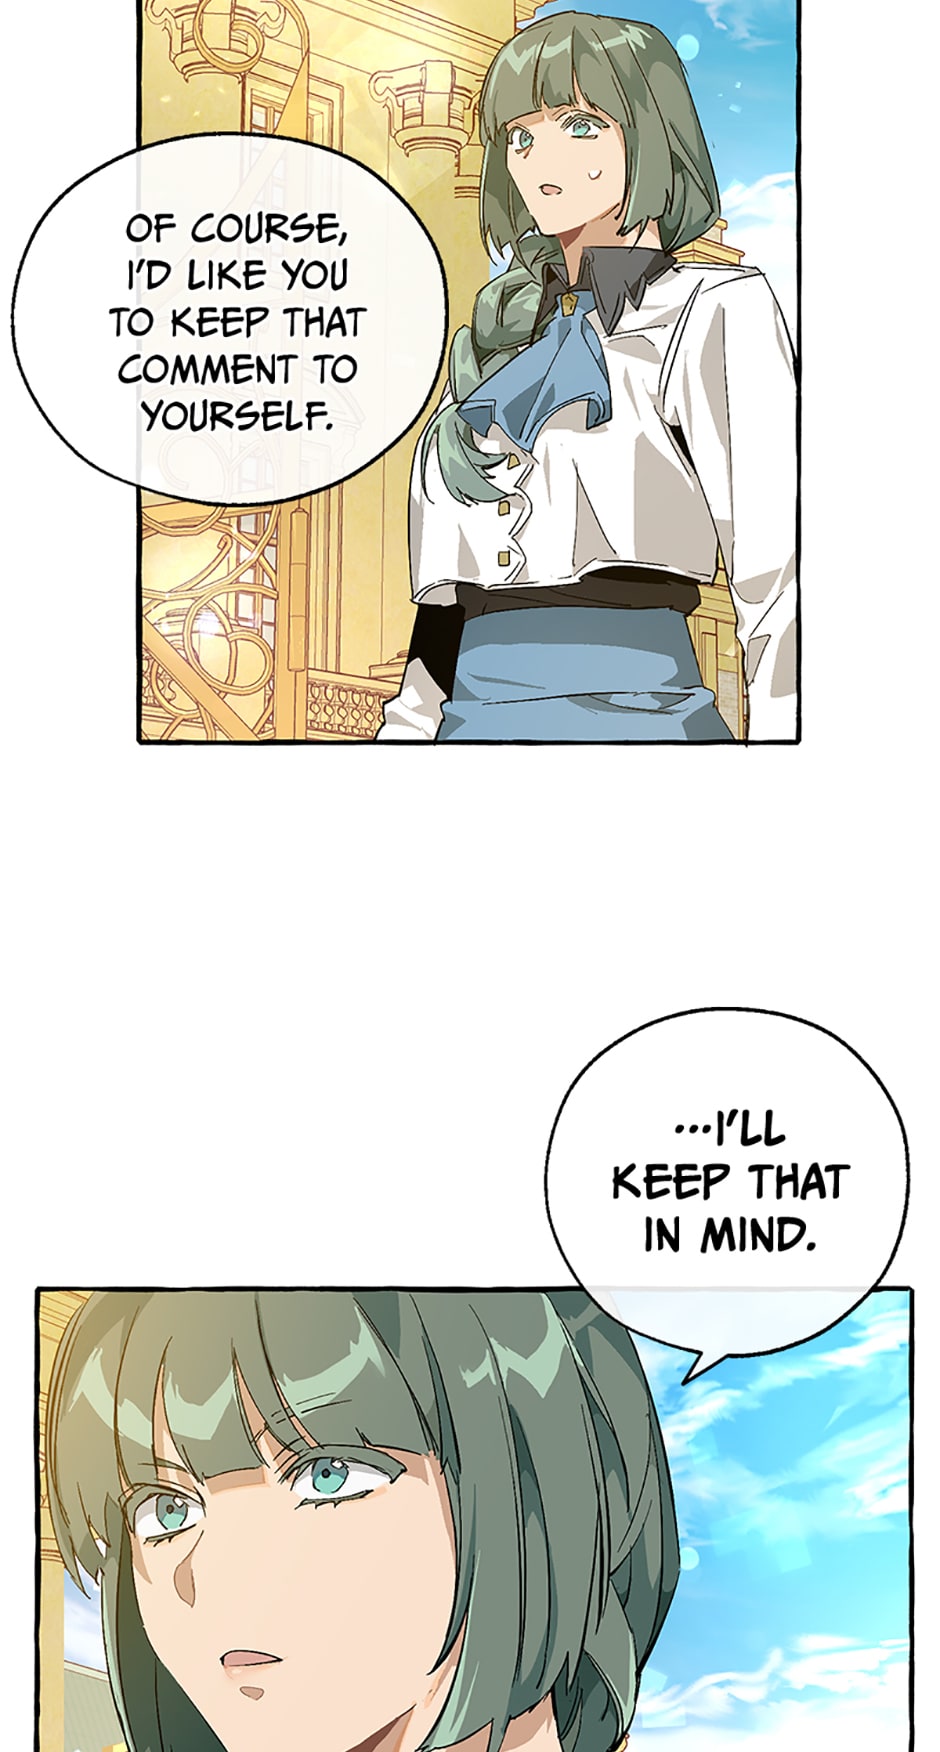 OF COURSE,
I'D LIKE YOU
TO KEEP THAT
COMMENT TO
YOURSELF.
...I'LL
KEEP THAT
IN MIND.